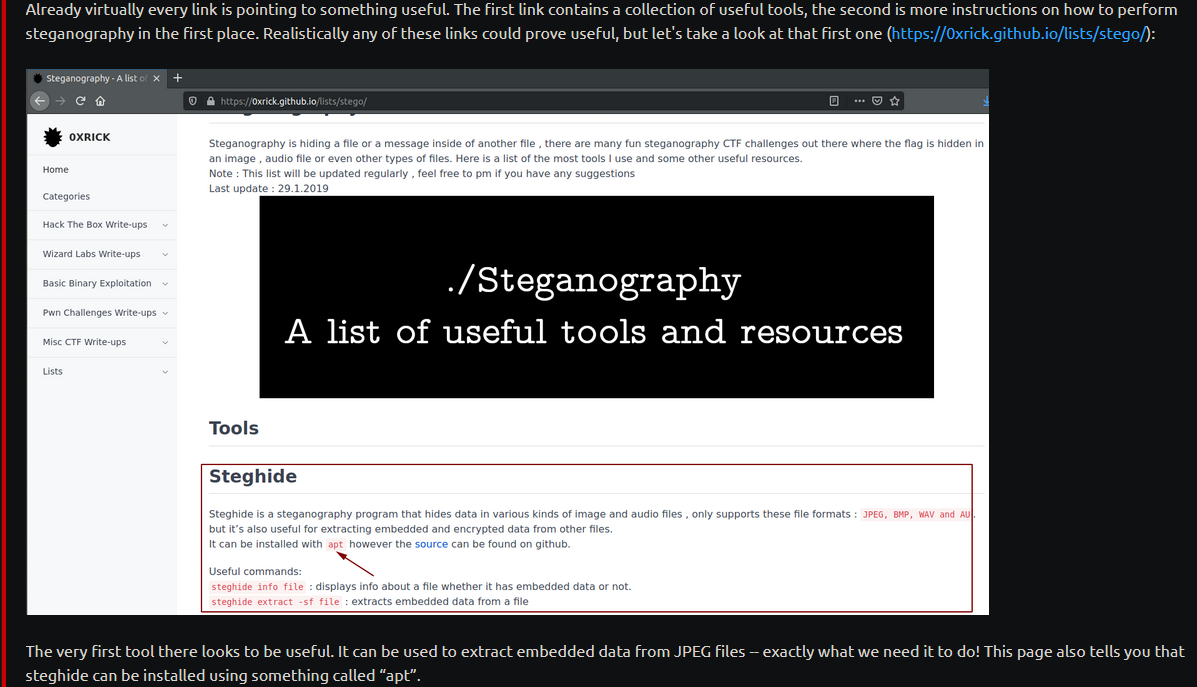 Already virtually every link is pointing to something useful. The first link contains a collection of useful tools, the second is more instructions on how to perform
steganography in the first place. Realistically any of these links could prove useful, but let's take a look at that first one (https://0xrick.github.io/lists/stego/):
Steganography - A list of
https://0xrick.github.io/lists/stego/
0XRICK
Home
Categories
Hack The Box Write-ups
Wizard Labs Write-ups
Basic Binary Exploitation
Pwn Challenges Write-ups
Misc CTF Write-ups
Lists
Steganography is hiding a file or a message inside of another file , there are many fun steganography CTF challenges out there where the flag is hidden in
an image , audio file or even other types of files. Here is a list of the most tools I use and some other useful resources.
Note : This list will be updated regularly , feel free to pm if you have any suggestions
Last update : 29.1.2019
./Steganography
A list of useful tools and resources
Tools
Steghide
Steghide is a steganography program that hides data in various kinds of image and audio files , only supports these file formats : JPEG, BMP, WAV and AU.
but it's also useful for extracting embedded and encrypted data from other files.
It can be installed with apt however the source can be found on github.
Useful commands:
steghide info file : displays info about a file whether it has embedded data or not.
steghide extract -sf file : extracts embedded data from a file
The very first tool there looks to be useful. It can be used to extract embedded data from JPEG files -- exactly what we need it to do! This page also tells you that
steghide can be installed using something called “apt”.